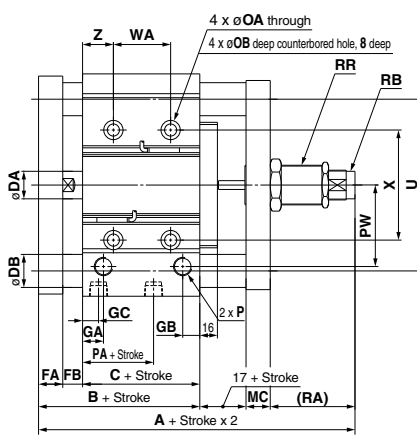 4 x øOA through
Z WA
4 x øOB deep counterbored hole, 8 deep
RR RB
øDA
X
U
PW
øDB
GC
GA
GB
2 x P
16
PA + Stroke
FA FB
C + Stroke
17 + Stroke
MC
(RA)
B + Stroke
A + Stroke x 2